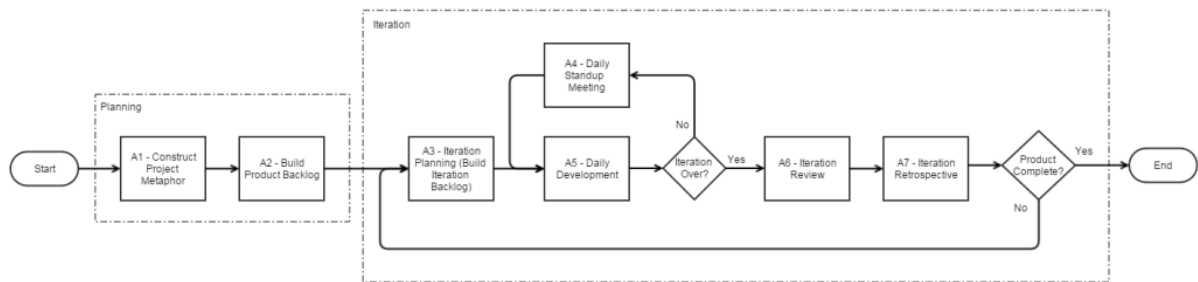 Iteration
Planning
Start
A1 - Construct
Project
Metaphor
A2 - Build
Product Backlog
A3 - Iteration
Planning (Build
Iteration
Backlog)
A4 - Daily
Standup
Meeting
A5 - Daily
Development
No
Iteration
Over?
Yes
A6 - Iteration
Review
A7 - Iteration
Retrospective
Product
Complete?
Yes
No
End